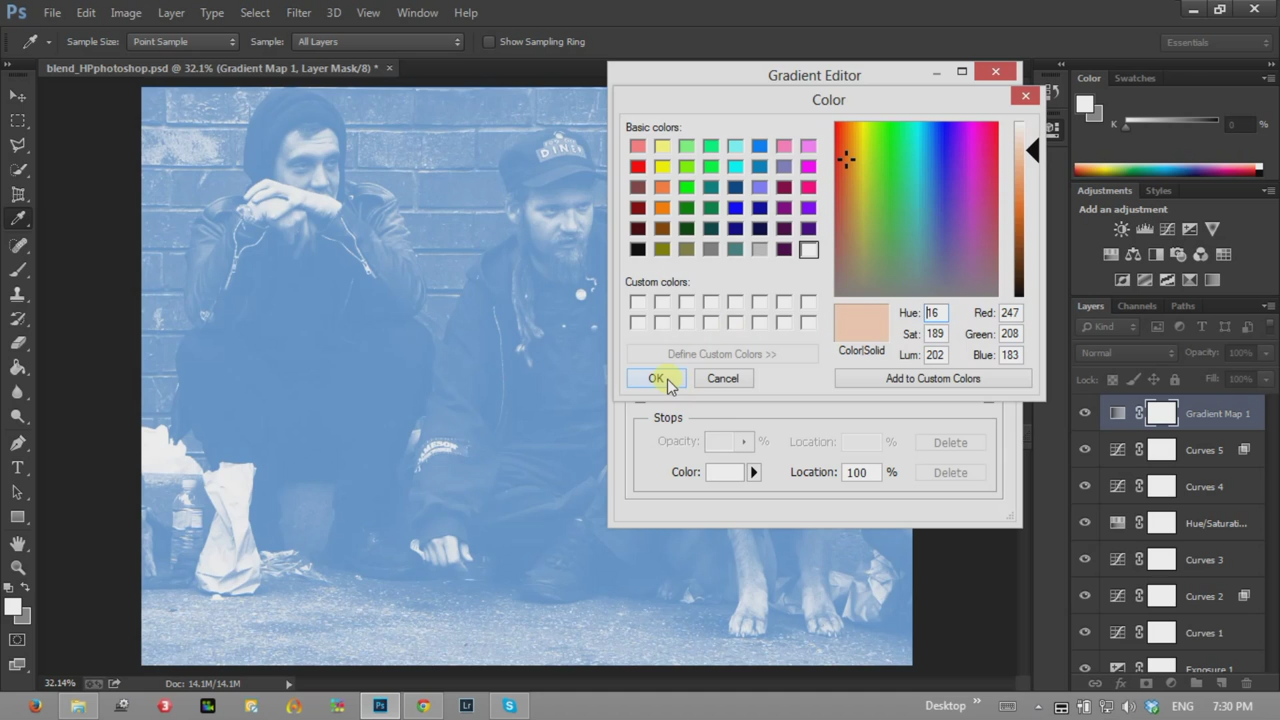 Ps File Edit Image Layer Type Select Filter 3D View Window Help
Sample Size: Point Sample Sample: All Layers Show Sampling Ring Essentials
blend_HPphotoshop.psd @ 32.1% (Gradient Map 1, Layer Mask/8) * ×
Gradient Editor
Color
Basic colors:
Custom colors:
Define Custom Colors >>
OK Cancel
Hue: 16 Red: 247
Sat: 189 Green: 208
Lum: 202 Blue: 183
Color|Solid
Add to Custom Colors
Stops
Opacity: % Location: % Delete
Color: Location: 100 % Delete
Color Swatches
K 0 %
Adjustments Styles
Add an adjustment
Layers Channels Paths
Kind
Normal Opacity: 100%
Lock: Fill: 100%
Gradient Map 1
Curves 5
Curves 4
Hue/Saturati...
Curves 3
Curves 2
Curves 1
Exposure 1
DINER
JAMESON
32.14% Doc: 14.1M/14.1M
Ps Lr Desktop » ENG 7:30 PM